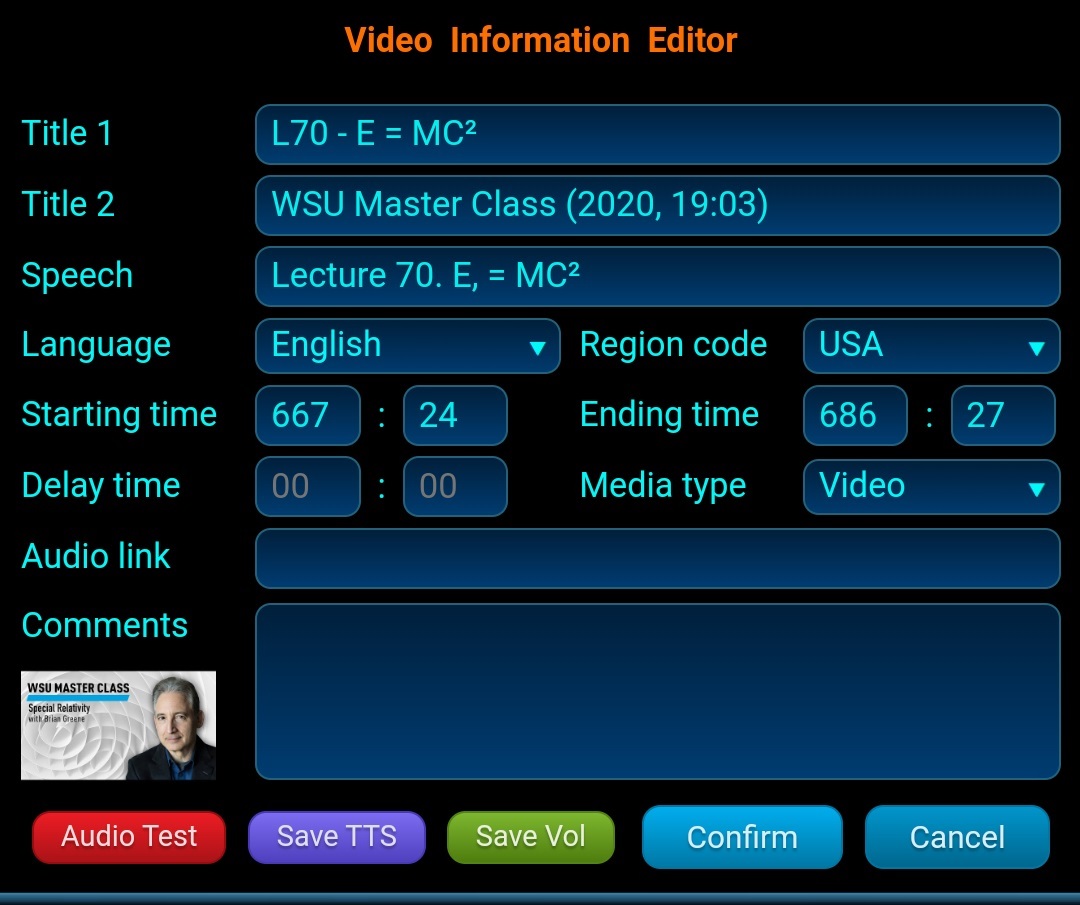 Video Information Editor
Title 1 L70 - E = MC²
Title 2 WSU Master Class (2020, 19:03)
Speech Lecture 70. E, = MC²
Language English ▼ Region code USA ▼
Starting time 667 : 24 Ending time 686 : 27
Delay time 00 : 00 Media type Video ▼
Audio link
Comments
WSU MASTER CLASS
Special Relativity
with Brian Greene
Audio Test Save TTS Save Vol Confirm Cancel